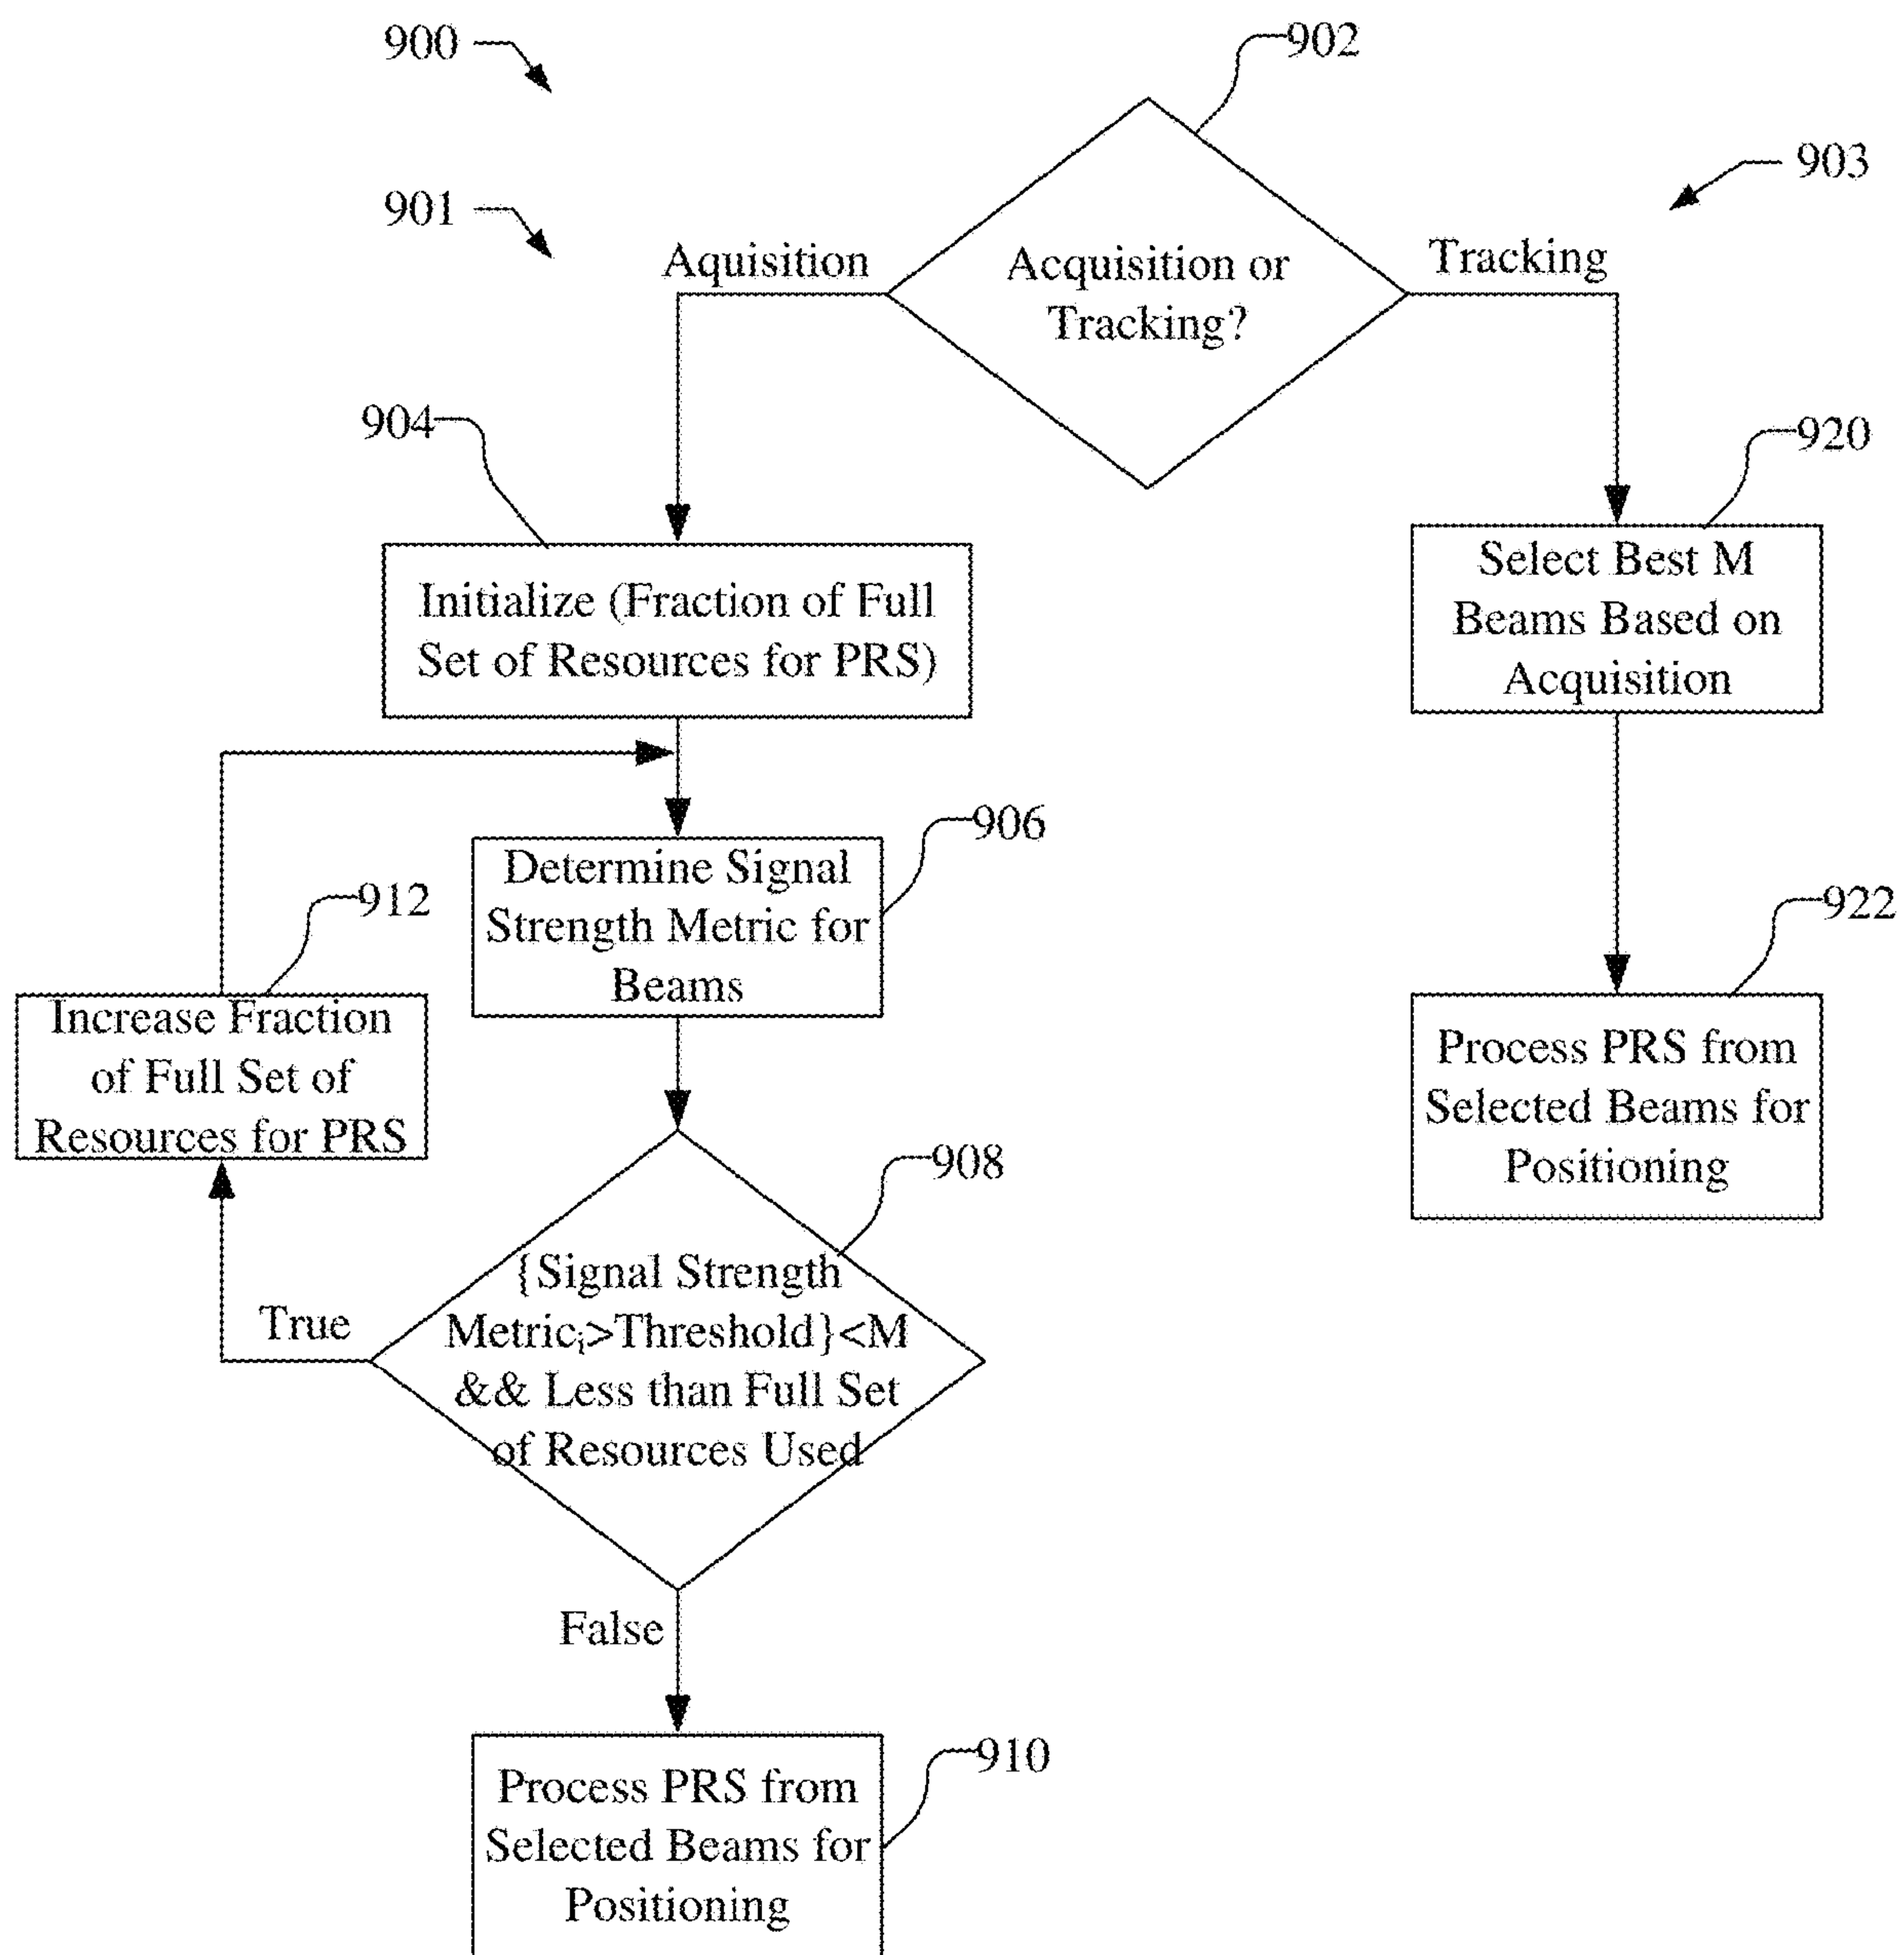 900
902
901
903
Aquisition
Acquisition or
Tracking?
Tracking
904
Initialize (Fraction of Full
Set of Resources for PRS)
920
Select Best M
Beams Based on
Acquisition
906
Determine Signal
Strength Metric for
Beams
912
Increase Fraction
of Full Set of
Resources for PRS
922
Process PRS from
Selected Beams for
Positioning
908
{Signal Strength
Metricᵢ>Threshold}<M
&& Less than Full Set
of Resources Used
True
False
910
Process PRS from
Selected Beams for
Positioning